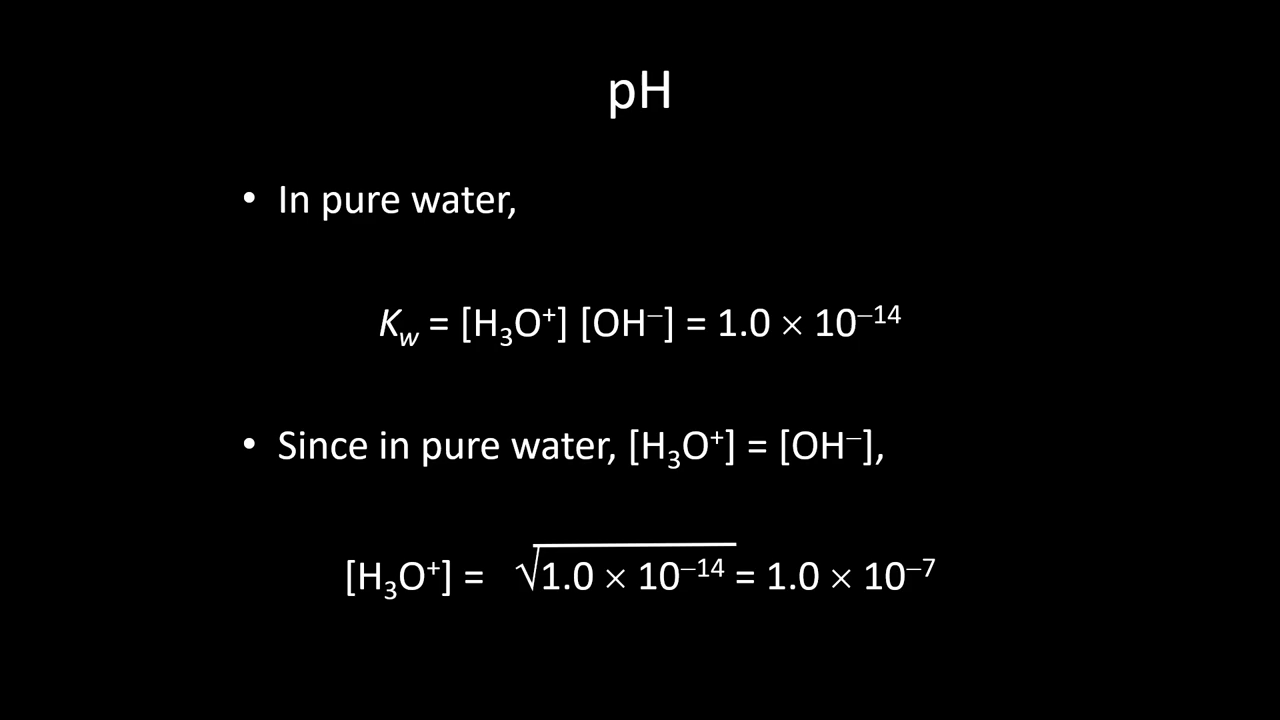 pH
• In pure water,
K_w = [H₃O⁺] [OH⁻] = 1.0 × 10⁻¹⁴
• Since in pure water, [H₃O⁺] = [OH⁻],
[H₃O⁺] = √1.0 × 10⁻¹⁴ = 1.0 × 10⁻⁷